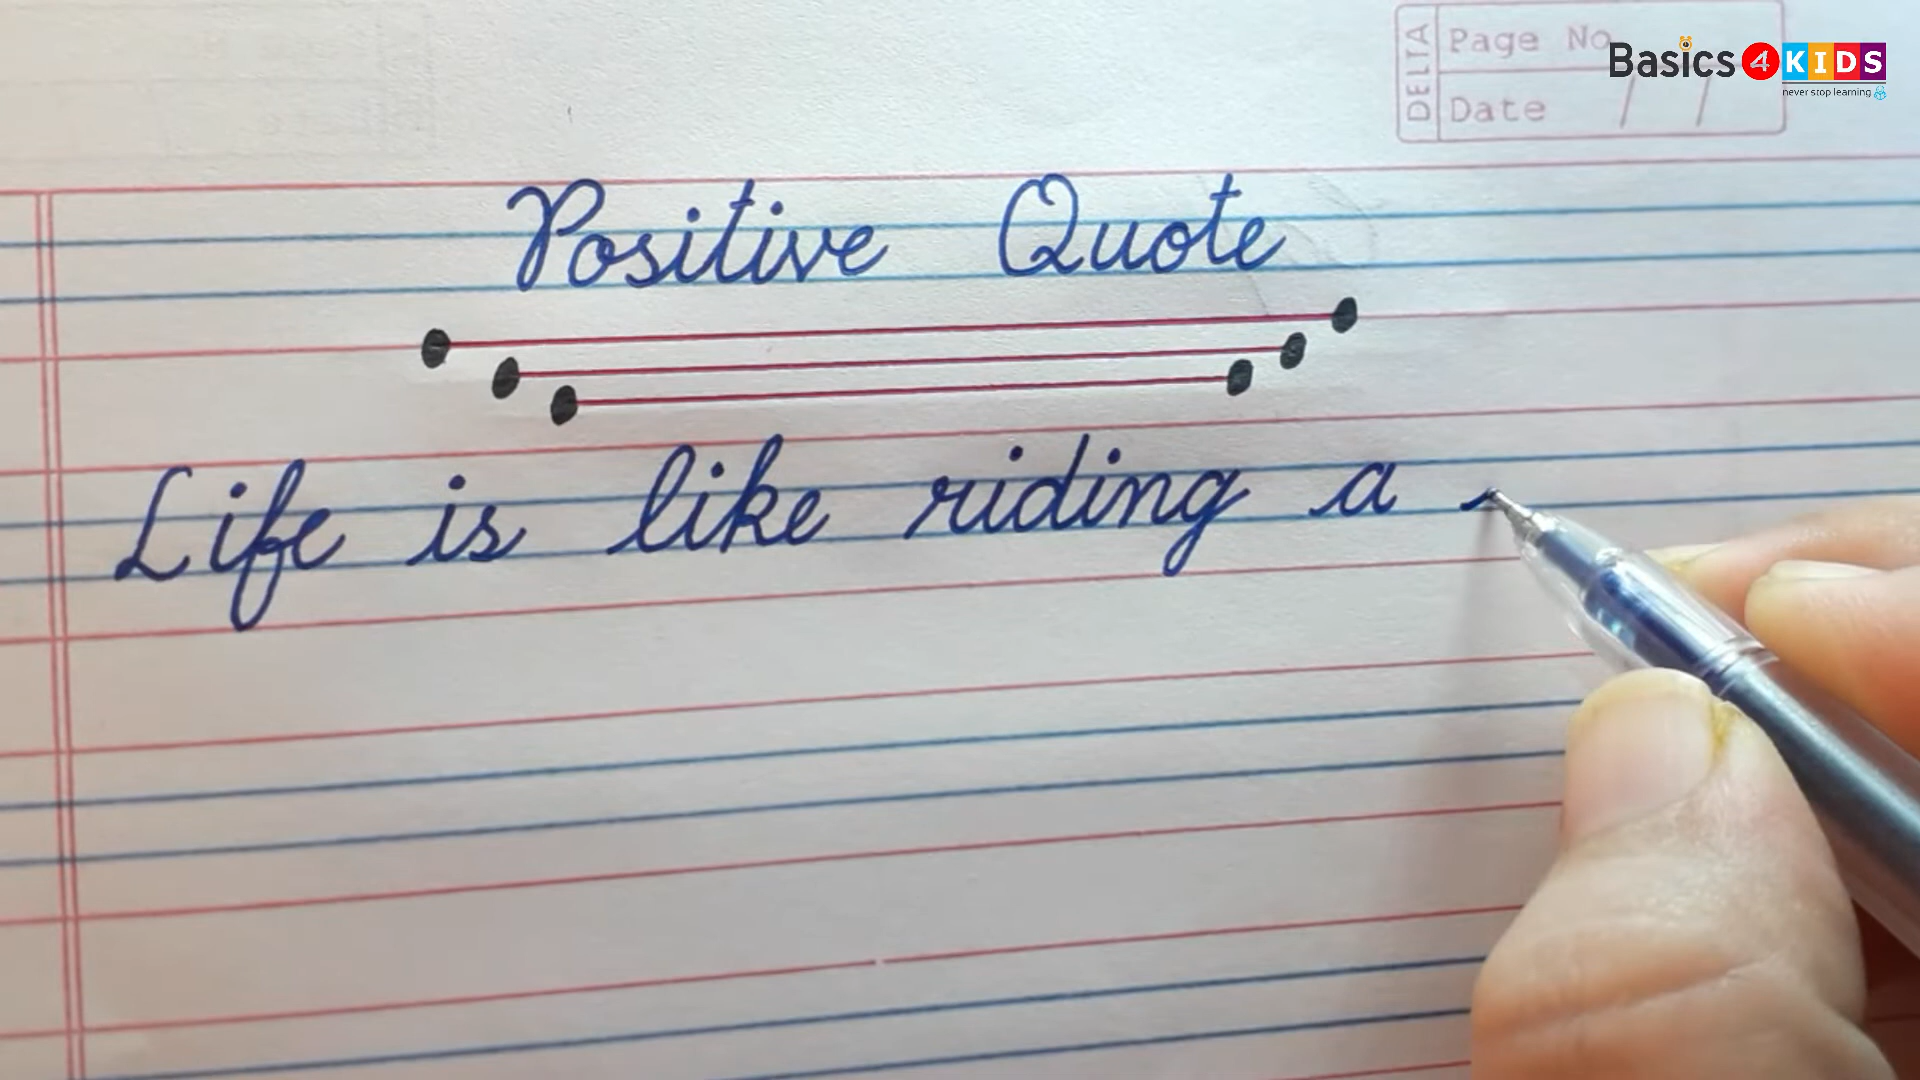 DELTA
Page No
Date / /
Basics 4 KIDS
never stop learning
Positive Quote
Life is like riding a